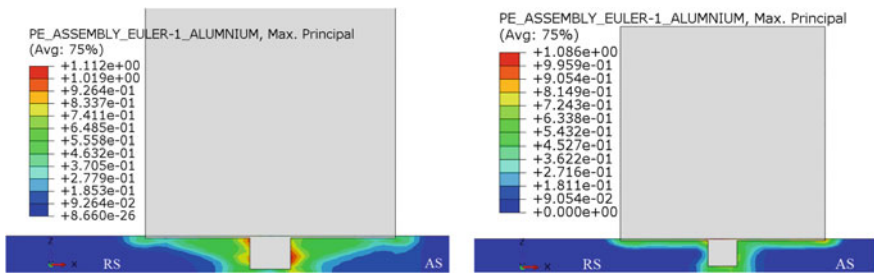 PE_ASSEMBLY_EULER-1_ALUMNIUM, Max. Principal
(Avg: 75%)
+1.112e+00
+1.019e+00
+9.264e-01
+8.337e-01
+7.411e-01
+6.485e-01
+5.558e-01
+4.632e-01
+3.705e-01
+2.779e-01
+1.853e-01
+9.264e-02
+8.660e-26
Z
X
RS
AS
PE_ASSEMBLY_EULER-1_ALUMNIUM, Max. Principal
(Avg: 75%)
+1.086e+00
+9.959e-01
+9.054e-01
+8.149e-01
+7.243e-01
+6.338e-01
+5.432e-01
+4.527e-01
+3.622e-01
+2.716e-01
+1.811e-01
+9.054e-02
+0.000e+00
Z
X
RS
AS